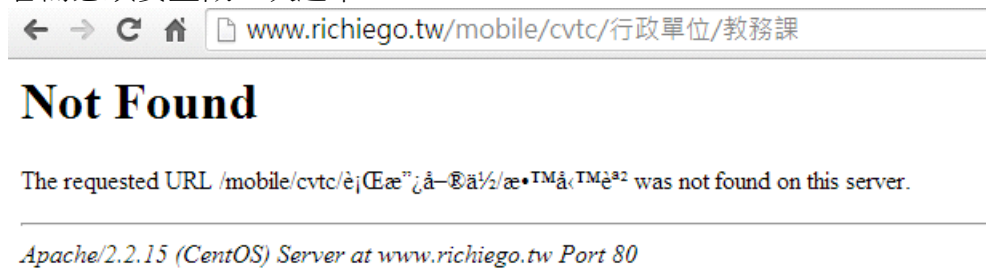 www.richiego.tw/mobile/cvtc/行政單位/教務課
Not Found
The requested URL /mobile/cvtc/è¡Œæ”¿å–®ä½/æ•™å‹™èª² was not found on this server.
Apache/2.2.15 (CentOS) Server at www.richiego.tw Port 80